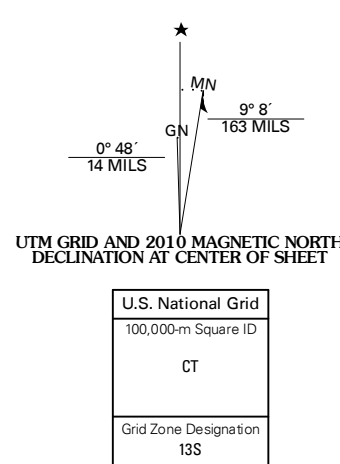 MN
GN
9° 8´
163 MILS
0° 48´
14 MILS
UTM GRID AND 2010 MAGNETIC NORTH
DECLINATION AT CENTER OF SHEET
U.S. National Grid
100,000-m Square ID
CT
Grid Zone Designation
13S